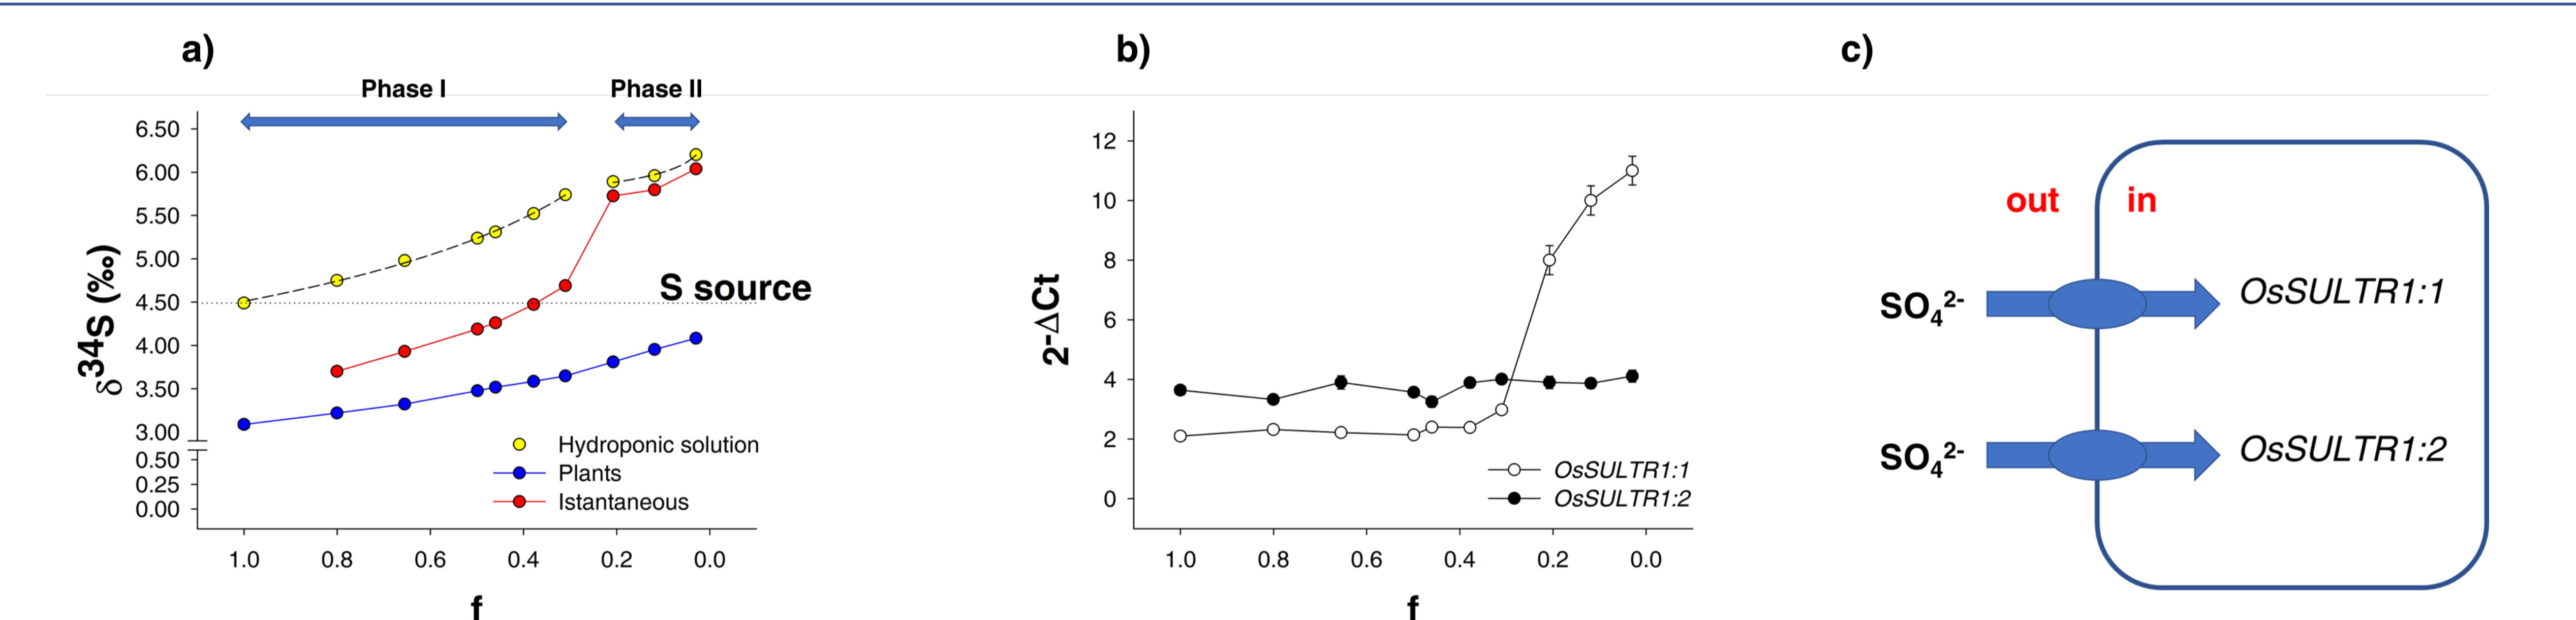 a)
Phase I
Phase II
6.50
6.00
5.50
5.00
4.50
4.00
3.50
3.00
0.50
0.25
0.00
δ34S (‰)
S source
Hydroponic solution
Plants
Istantaneous
1.0 0.8 0.6 0.4 0.2 0.0
f
b)
12
10
8
6
4
2
0
2-ΔCt
OsSULTR1:1
OsSULTR1:2
1.0 0.8 0.6 0.4 0.2 0.0
f
c)
out in
SO₄²⁻ OsSULTR1:1
SO₄²⁻ OsSULTR1:2